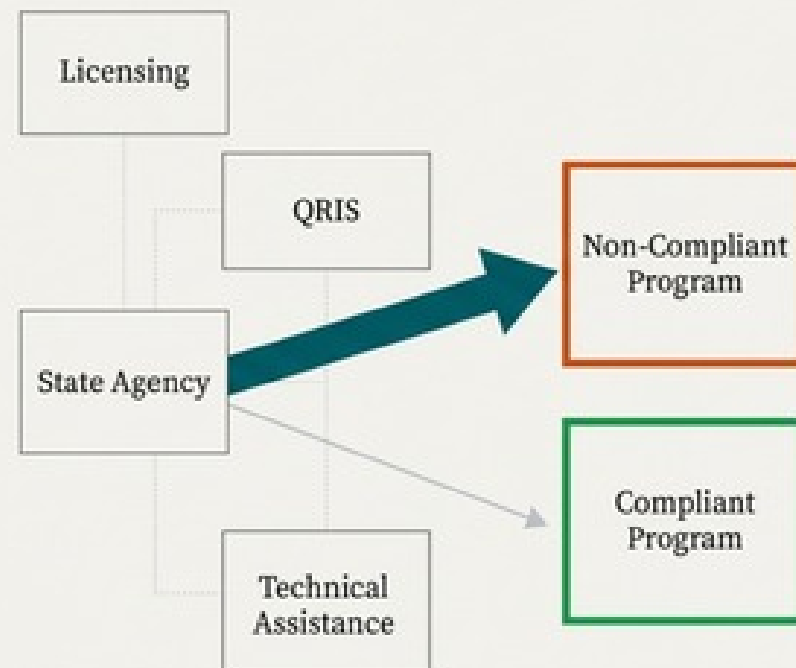 Licensing
QRIS
Non-Compliant
Program
State Agency
Compliant
Program
Technical
Assistance